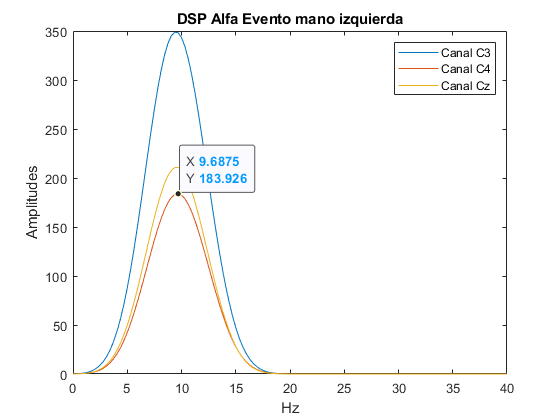 DSP Alfa Evento mano izquierda
350
300
250
200
150
100
50
0
Amplitudes
Canal C3
Canal C4
Canal Cz
X 9.6875
Y 183.926
0 5 10 15 20 25 30 35 40
Hz